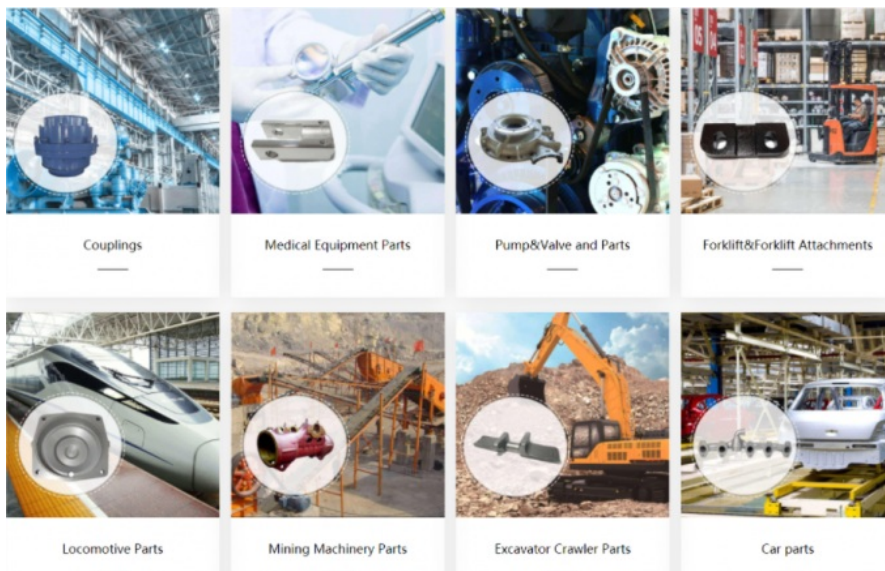 Couplings
Medical Equipment Parts
Pump&Valve and Parts
Forklift&Forklift Attachments
Locomotive Parts
Mining Machinery Parts
Excavator Crawler Parts
Car parts